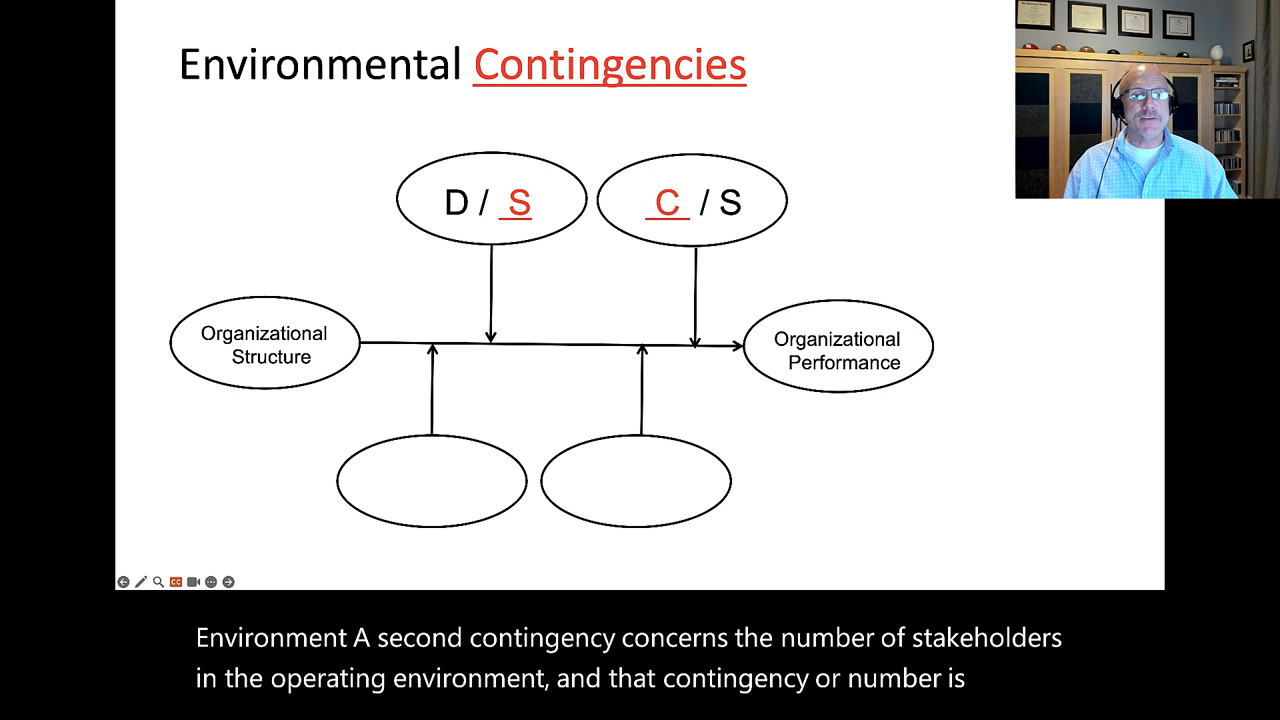 Environmental Contingencies
D / S
C / S
Organizational
Structure
Organizational
Performance
CC
Environment A second contingency concerns the number of stakeholders
in the operating environment, and that contingency or number is